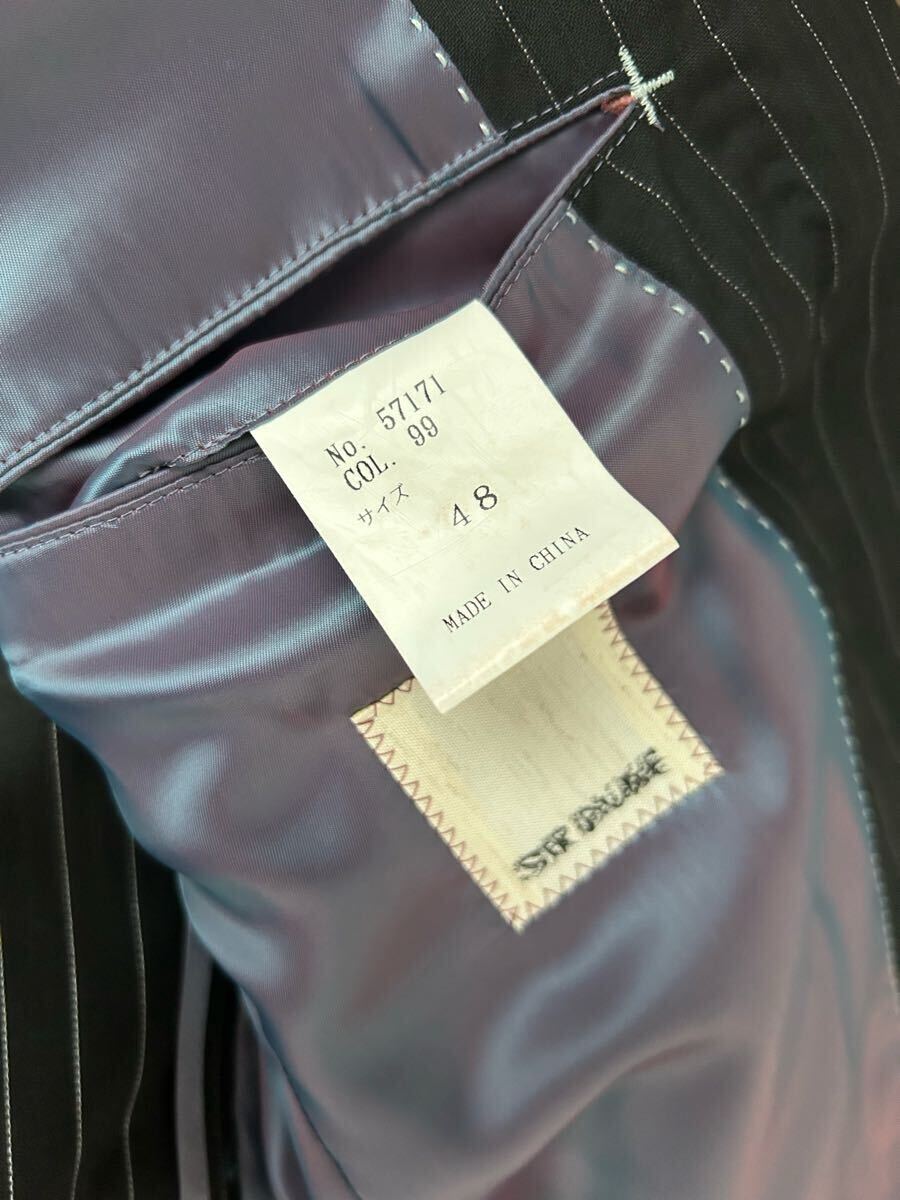 No. 57171
COL. 99
サイズ 48
MADE IN CHINA